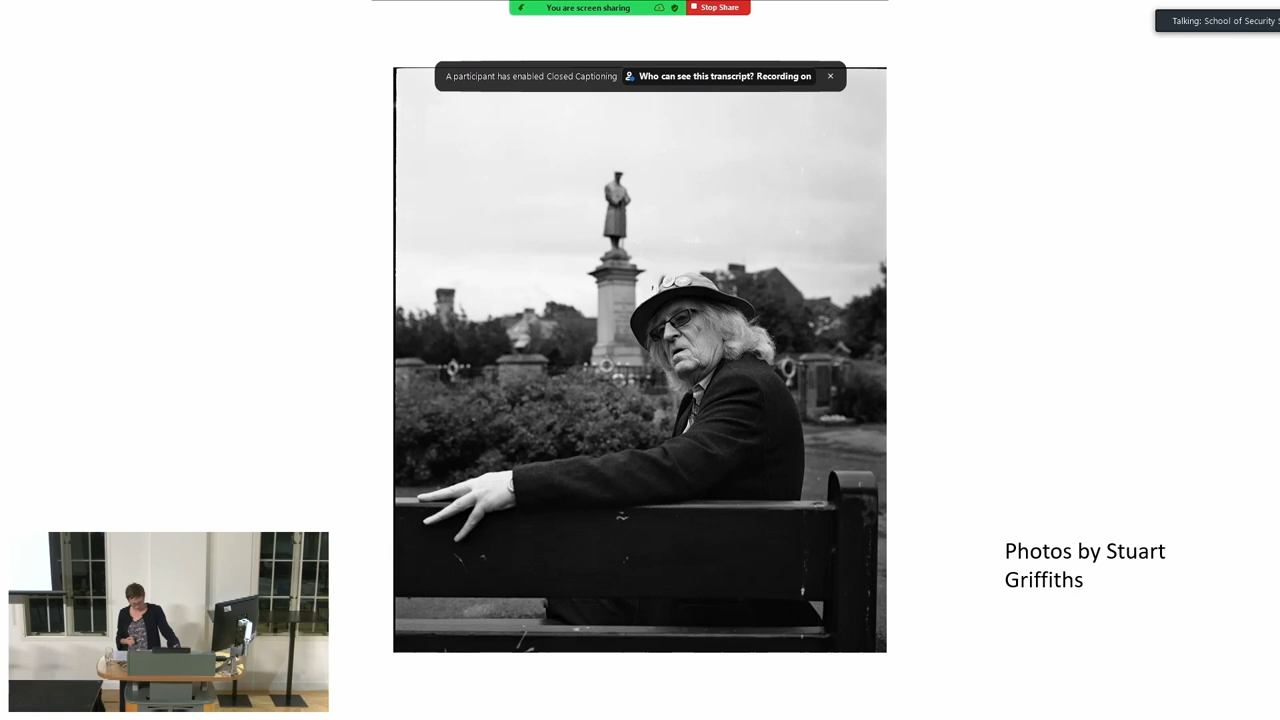 You are screen sharing
Stop Share
Talking: School of Security S
A participant has enabled Closed Captioning
Who can see this transcript? Recording on
Photos by Stuart
Griffiths